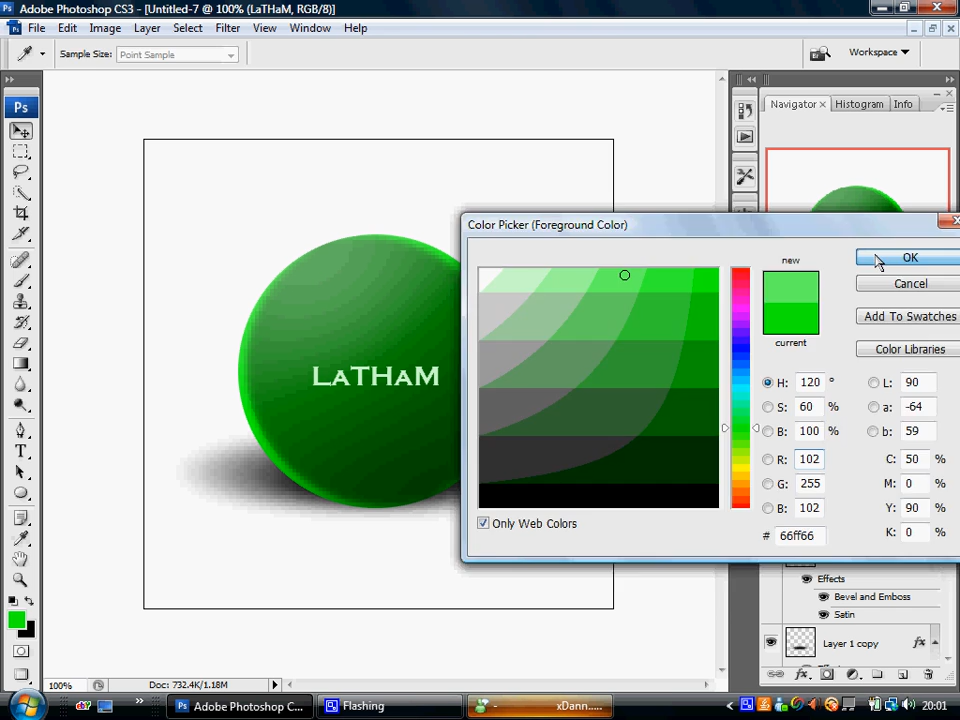 Adobe Photoshop CS3 - [Untitled-7 @ 100% (LaTHaM, RGB/8)]
File Edit Image Layer Select Filter View Window Help
Sample Size: Point Sample
Workspace
Ps
Navigator × Histogram Info
Color Picker (Foreground Color)
new
current
OK
Cancel
Add To Swatches
Color Libraries
H: 120 °
S: 60 %
B: 100 %
R: 102
G: 255
B: 102
# 66ff66
L: 90
a: -64
b: 59
C: 50 %
M: 0 %
Y: 90 %
K: 0 %
Only Web Colors
LaTHaM
Effects
Bevel and Emboss
Satin
Layer 1 copy
fx
100%
Doc: 732.4K/1.18M
Adobe Photoshop C...
Flashing
- xDann.....
20:01